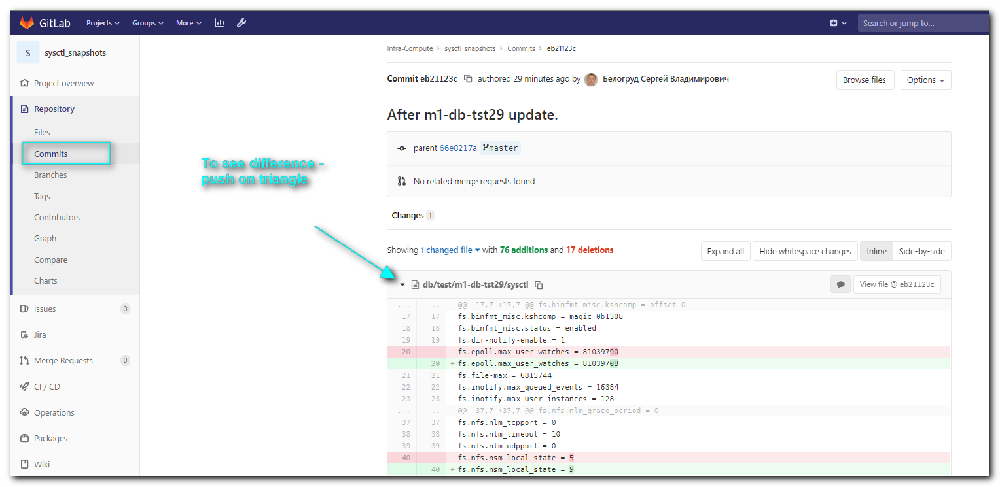 GitLab Projects Groups More Search or jump to...
S sysctl_snapshots
Project overview
Repository
Files
Commits
Branches
Tags
Contributors
Graph
Compare
Charts
Issues 0
Jira
Merge Requests 0
CI / CD
Operations
Packages
Wiki
To see difference -
push on triangle
Infra-Compute > sysctl_snapshots > Commits > eb21123c
Commit eb21123c authored 29 minutes ago by Белогруд Сергей Владимирович Browse files Options
After m1-db-tst29 update.
parent 66e8217a master
No related merge requests found
Changes 1
Showing 1 changed file with 76 additions and 17 deletions Expand all Hide whitespace changes Inline Side-by-side
db/test/m1-db-tst29/sysctl View file @ eb21123c
... ... @@ -17,7 +17,7 @@ fs.binfmt_misc.kshcomp = offset 0
17 17 fs.binfmt_misc.kshcomp = magic 0b1308
18 18 fs.binfmt_misc.status = enabled
19 19 fs.dir-notify-enable = 1
20 - fs.epoll.max_user_watches = 81039790
20 + fs.epoll.max_user_watches = 81039708
21 21 fs.file-max = 6815744
22 22 fs.inotify.max_queued_events = 16384
23 23 fs.inotify.max_user_instances = 128
... ... @@ -37,7 +37,7 @@ fs.nfs.nlm_grace_period = 0
37 37 fs.nfs.nlm_tcpport = 0
38 38 fs.nfs.nlm_timeout = 10
39 39 fs.nfs.nlm_udpport = 0
40 - fs.nfs.nsm_local_state = 5
40 + fs.nfs.nsm_local_state = 9